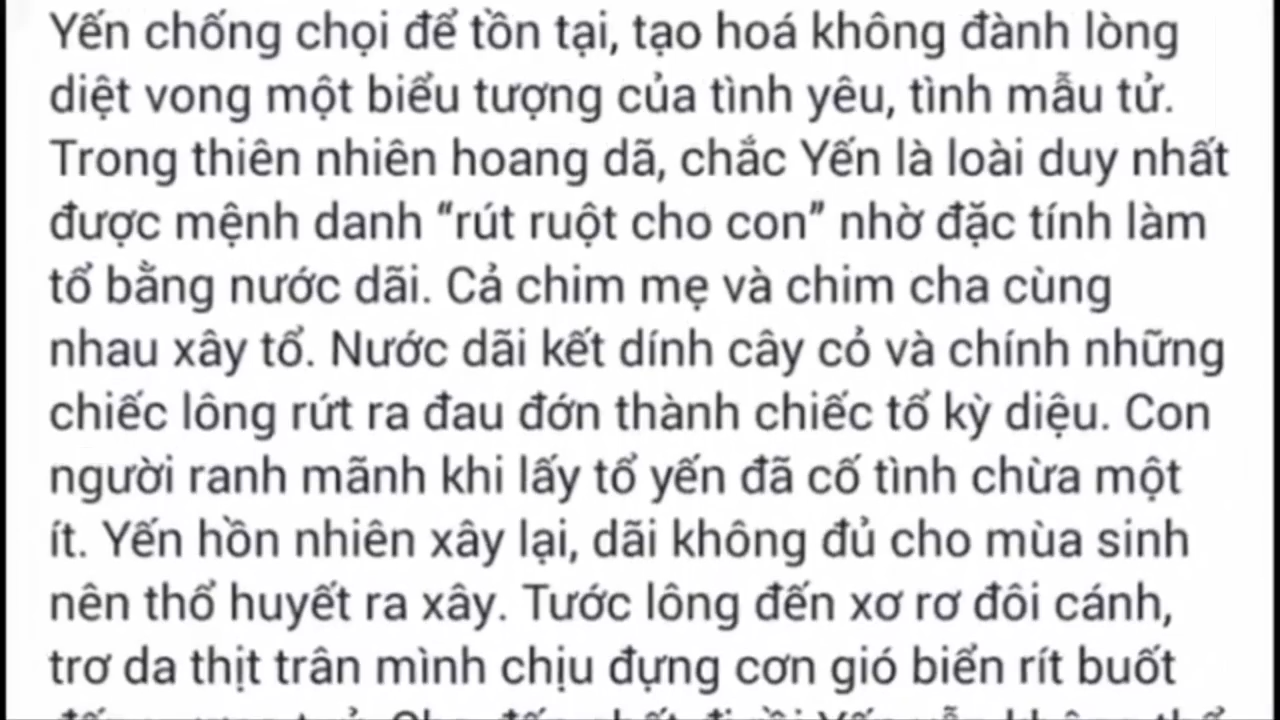 Yến chống chọi để tồn tại, tạo hoá không đành lòng
diệt vong một biểu tượng của tình yêu, tình mẫu tử.
Trong thiên nhiên hoang dã, chắc Yến là loài duy nhất
được mệnh danh “rút ruột cho con” nhờ đặc tính làm
tổ bằng nước dãi. Cả chim mẹ và chim cha cùng
nhau xây tổ. Nước dãi kết dính cây cỏ và chính những
chiếc lông rứt ra đau đớn thành chiếc tổ kỳ diệu. Con
người ranh mãnh khi lấy tổ yến đã cố tình chừa một
ít. Yến hồn nhiên xây lại, dãi không đủ cho mùa sinh
nên thổ huyết ra xây. Tước lông đến xơ rơ đôi cánh,
trơ da thịt trân mình chịu đựng cơn gió biển rít buốt